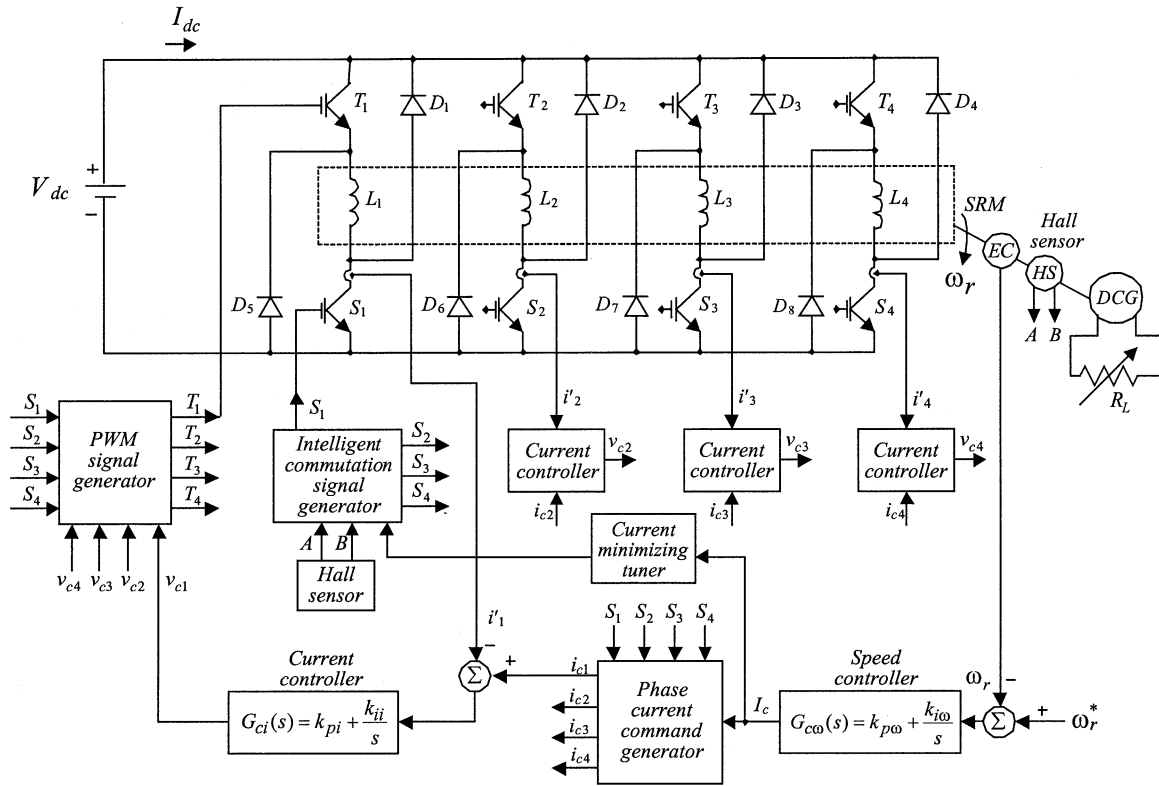 I_dc
T_1 D_1 T_2 D_2 T_3 D_3 T_4 D_4
V_dc + −
L_1 L_2 L_3 L_4
SRM
ω_r
EC
Hall
sensor
HS
A B
DCG
R_L
D_5 S_1 D_6 S_2 D_7 S_3 D_8 S_4
S_1
S_2
S_3
S_4
PWM
signal
generator
T_1
T_2
T_3
T_4
v_c4 v_c3 v_c2 v_c1
S_1
Intelligent
commutation
signal
generator
S_2
S_3
S_4
A B
Hall
sensor
i'_2
Current
controller
v_c2
i_c2
i'_3
Current
controller
v_c3
i_c3
i'_4
Current
controller
v_c4
i_c4
Current
minimizing
tuner
i'_1
−
Σ
+
Current
controller
G_ci(s) = k_pi + k_ii/s
S_1 S_2 S_3 S_4
i_c1
i_c2
i_c3
i_c4
Phase
current
command
generator
I_c
Speed
controller
G_cω(s) = k_pω + k_iω/s
ω_r −
Σ
+ ω_r^*